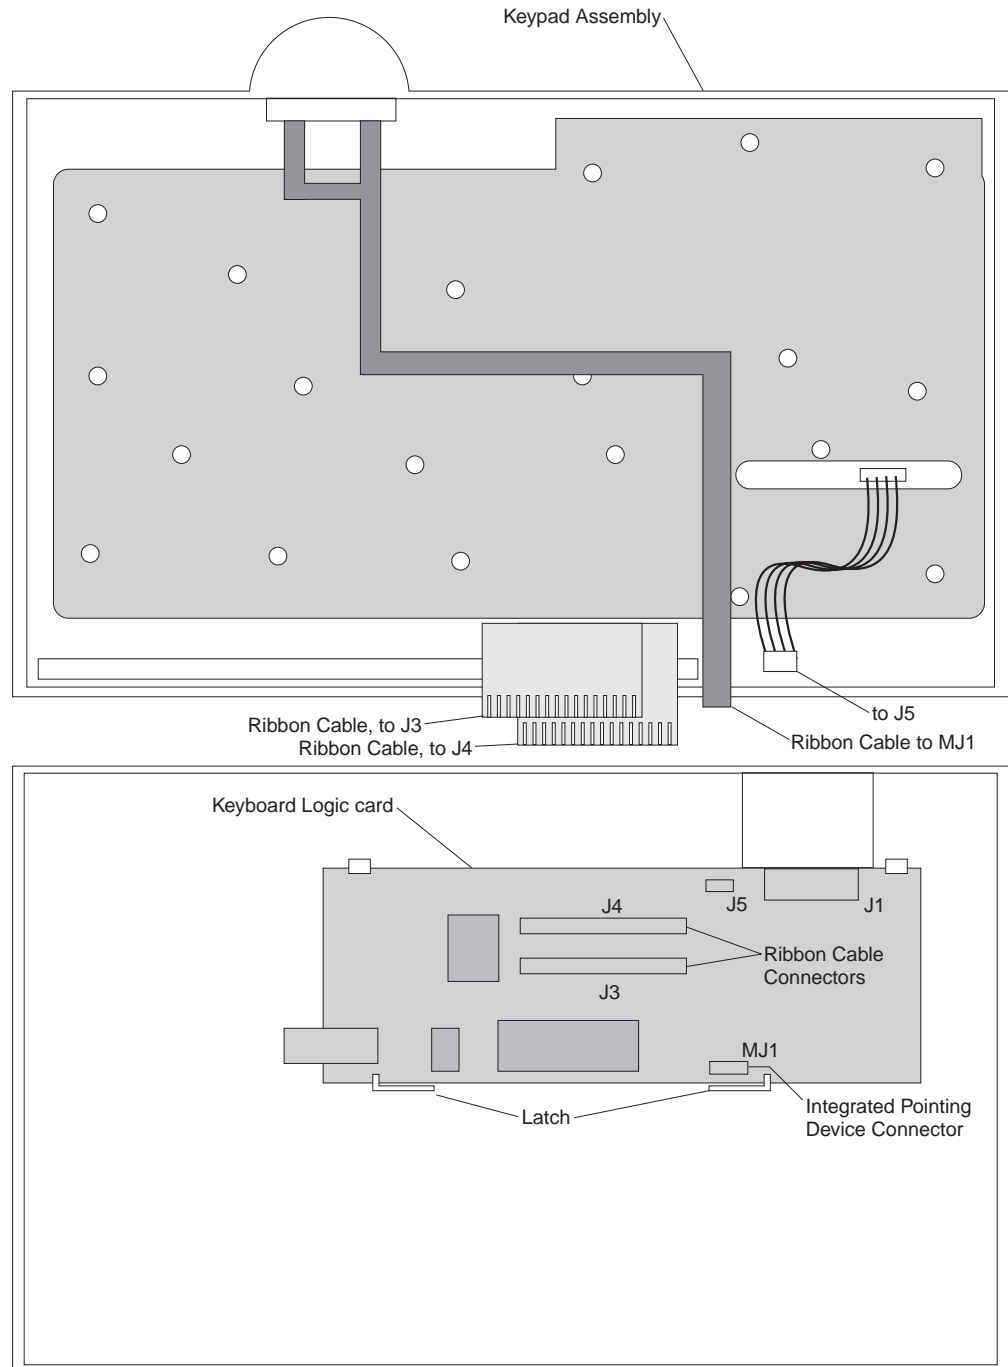 Keypad Assembly
to J5
Ribbon Cable, to J3
Ribbon Cable to MJ1
Ribbon Cable, to J4
Keyboard Logic card
J4
J5
J1
Ribbon Cable
Connectors
J3
MJ1
Integrated Pointing
Device Connector
Latch